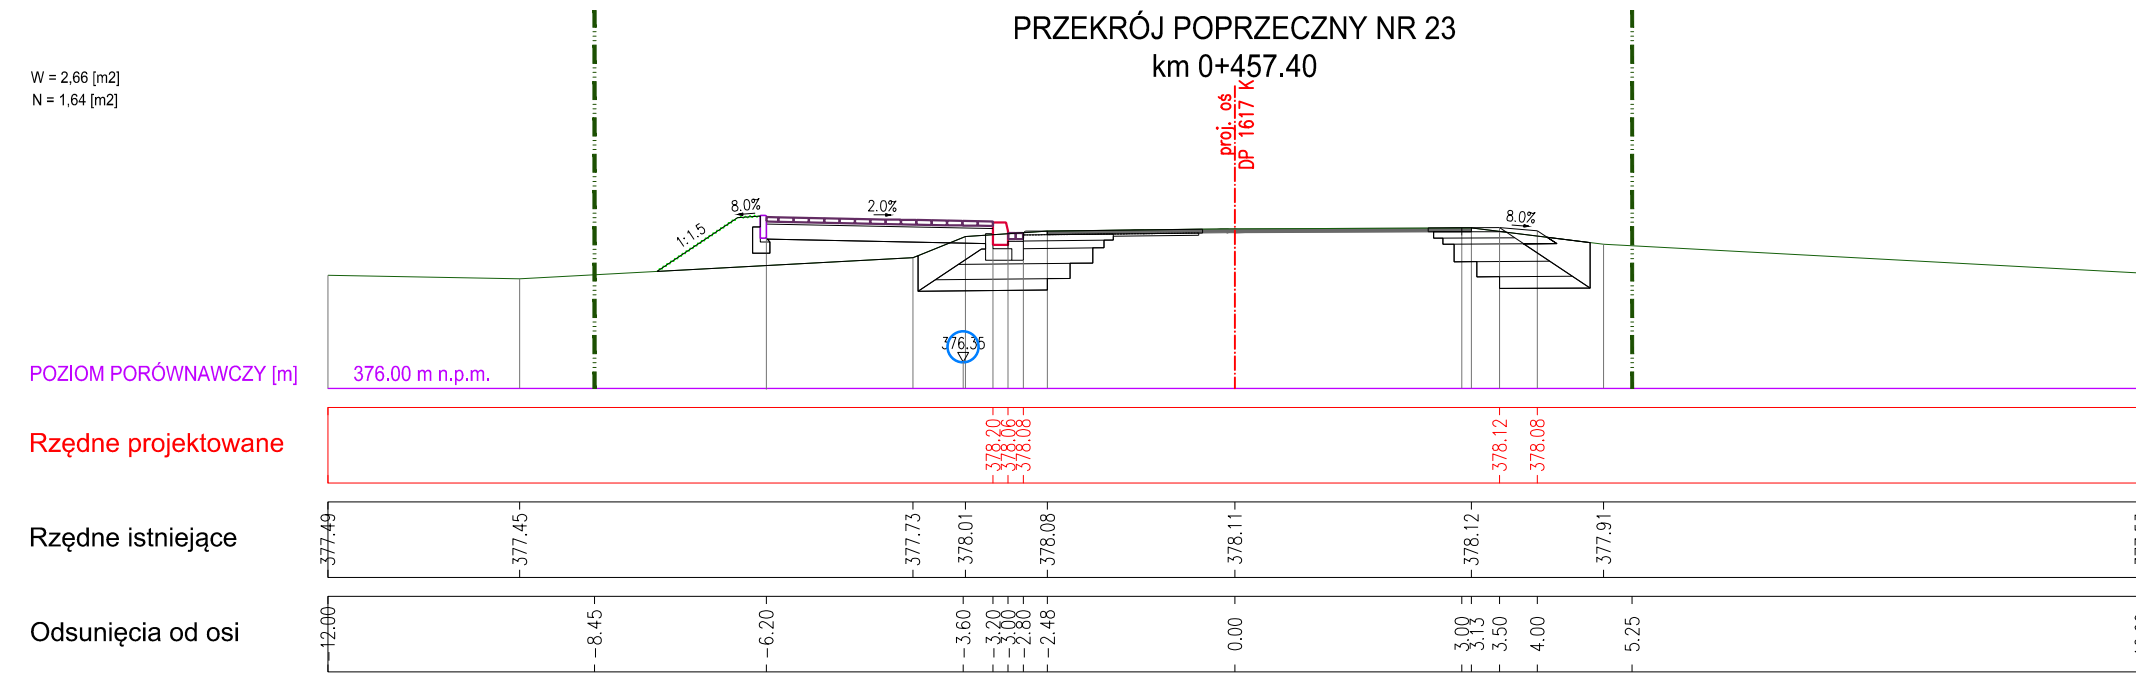 PRZEKRÓJ POPRZECZNY NR 23
km 0+457.40
W = 2,66 [m2]
N = 1,64 [m2]
proj. oś
DP 1617 K
8.0%
2.0%
8.0%
1:1.5
376.35
POZIOM PORÓWNAWCZY [m] 376.00 m n.p.m.
Rzędne projektowane 378.20 378.06 378.08 378.12 378.08
Rzędne istniejące 377.49 377.45 377.73 378.01 378.08 378.11 378.12 377.91
Odsunięcia od osi -12.00 -8.45 -6.20 -3.60 -3.20 -3.00 -2.80 -2.48 0.00 3.00 3.13 3.50 4.00 5.25